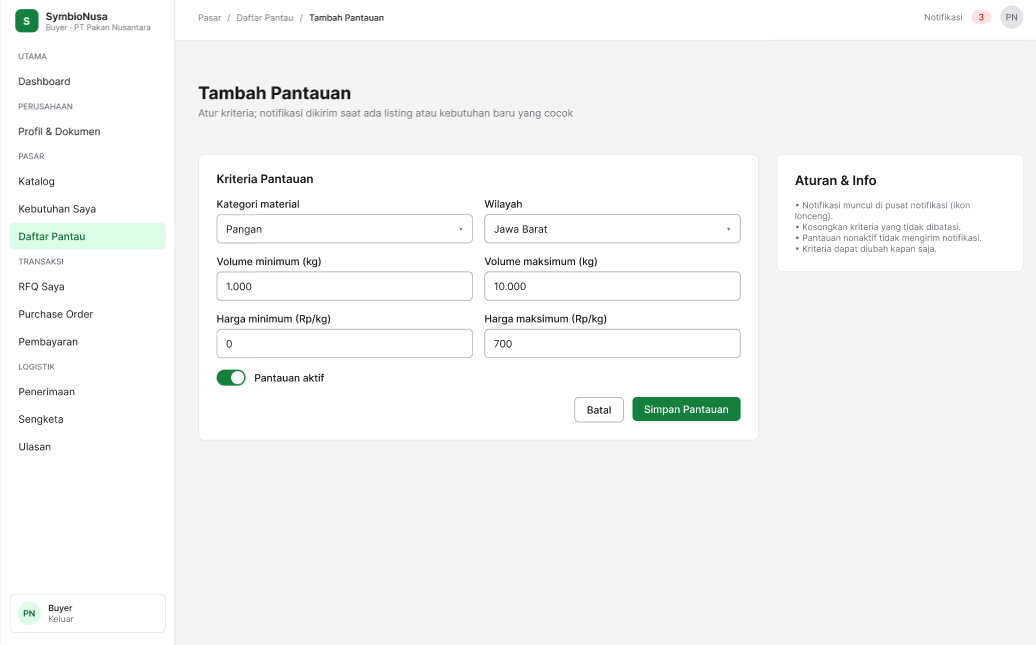 S
SymbioNusa
Buyer · PT Pakan Nusantara
UTAMA
Dashboard
PERUSAHAAN
Profil & Dokumen
PASAR
Katalog
Kebutuhan Saya
Daftar Pantau
TRANSAKSI
RFQ Saya
Purchase Order
Pembayaran
LOGISTIK
Penerimaan
Sengketa
Ulasan
PN
Buyer
Keluar
Pasar / Daftar Pantau / Tambah Pantauan
Notifikasi 3 PN
Tambah Pantauan
Atur kriteria; notifikasi dikirim saat ada listing atau kebutuhan baru yang cocok
Kriteria Pantauan
Kategori material
Pangan
Wilayah
Jawa Barat
Volume minimum (kg)
1.000
Volume maksimum (kg)
10.000
Harga minimum (Rp/kg)
0
Harga maksimum (Rp/kg)
700
Pantauan aktif
Batal
Simpan Pantauan
Aturan & Info
• Notifikasi muncul di pusat notifikasi (ikon
lonceng).
• Kosongkan kriteria yang tidak dibatasi.
• Pantauan nonaktif tidak mengirim notifikasi.
• Kriteria dapat diubah kapan saja.